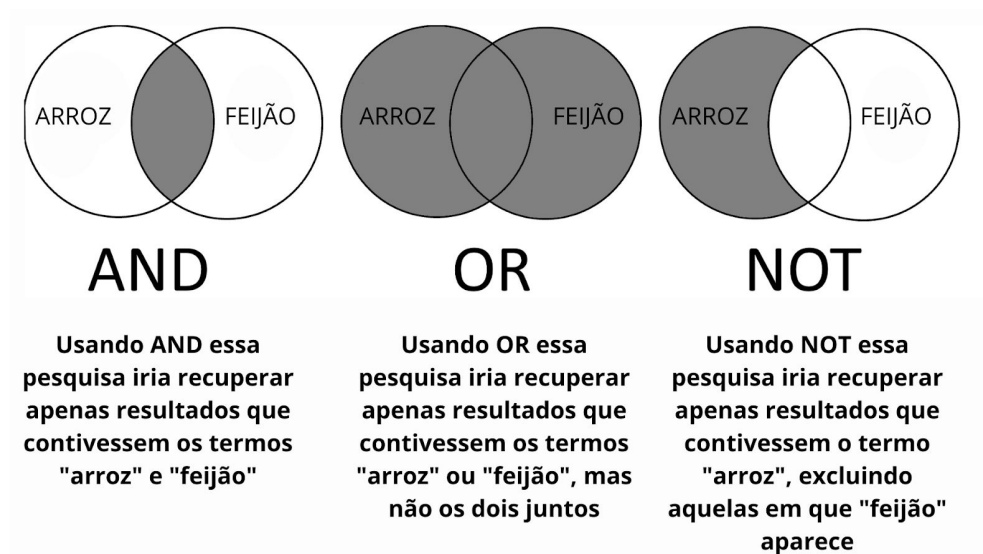 ARROZ
FEIJÃO
ARROZ
FEIJÃO
ARROZ
FEIJÃO
AND
OR
NOT
Usando AND essa
pesquisa iria recuperar
apenas resultados que
contivessem os termos
"arroz" e "feijão"
Usando OR essa
pesquisa iria recuperar
apenas resultados que
contivessem os termos
"arroz" ou "feijão", mas
não os dois juntos
Usando NOT essa
pesquisa iria recuperar
apenas resultados que
contivessem o termo
"arroz", excluindo
aquelas em que "feijão"
aparece